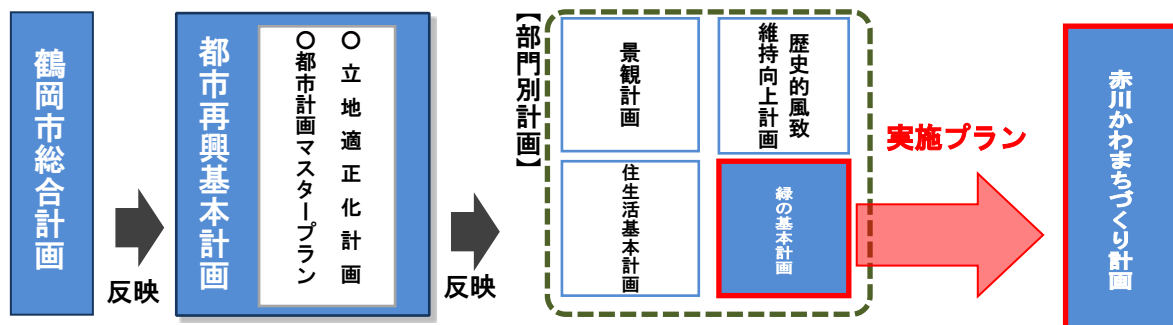 鶴岡市総合計画
反映
都市再興基本計画
〇立地適正化計画
〇都市計画マスタープラン
反映
【部門別計画】
景観計画
歴史的風致
維持向上計画
住生活基本計画
緑の基本計画
実施プラン
赤川かわまちづくり計画